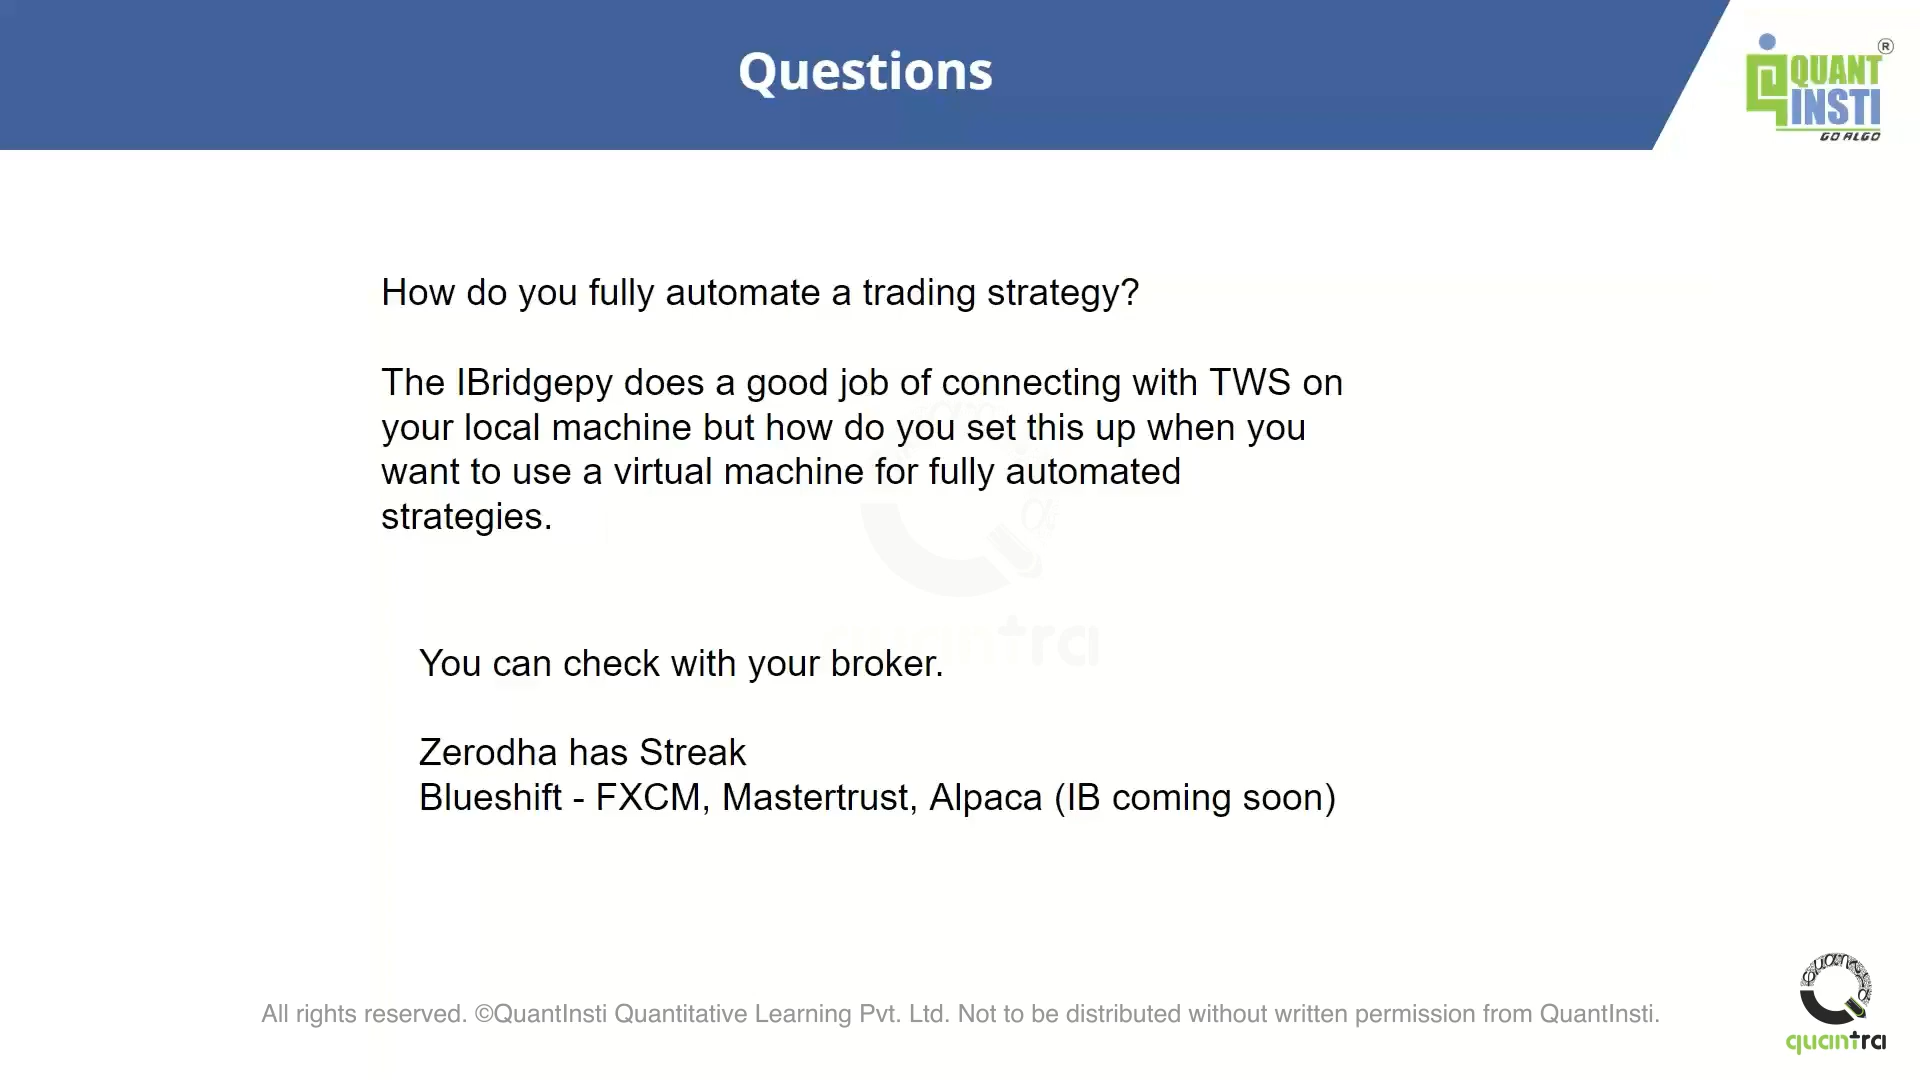 Questions
QUANT
INSTI
®
GO ALGO
How do you fully automate a trading strategy?
The IBridgepy does a good job of connecting with TWS on
your local machine but how do you set this up when you
want to use a virtual machine for fully automated
strategies.
You can check with your broker.
Zerodha has Streak
Blueshift - FXCM, Mastertrust, Alpaca (IB coming soon)
All rights reserved. ©QuantInsti Quantitative Learning Pvt. Ltd. Not to be distributed without written permission from QuantInsti.
quantra